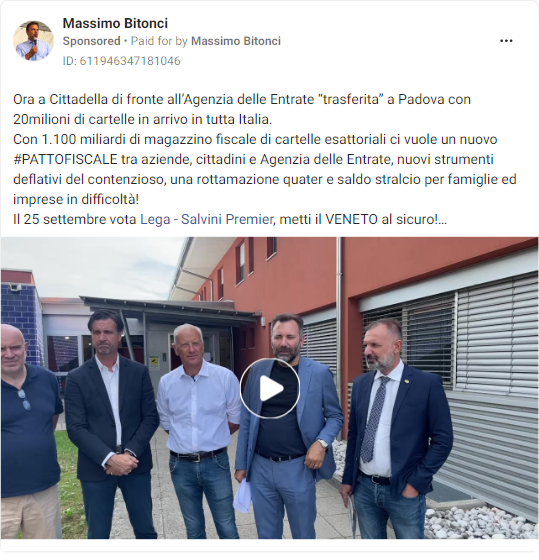 Massimo Bitonci
Sponsored • Paid for by Massimo Bitonci
ID: 611946347181046
Ora a Cittadella di fronte all’Agenzia delle Entrate “trasferita” a Padova con
20milioni di cartelle in arrivo in tutta Italia.
Con 1.100 miliardi di magazzino fiscale di cartelle esattoriali ci vuole un nuovo
#PATTOFISCALE tra aziende, cittadini e Agenzia delle Entrate, nuovi strumenti
deflativi del contenzioso, una rottamazione quater e saldo stralcio per famiglie ed
imprese in difficoltà!
Il 25 settembre vota Lega - Salvini Premier, metti il VENETO al sicuro!...